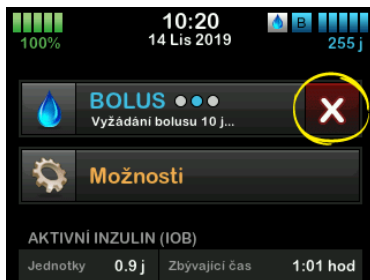 10:20
100%
14 Lis 2019
B
255 j
BOLUS
Vyžádání bolusu 10 j...
X
Možnosti
AKTIVNÍ INZULIN (IOB)
Jednotky 0.9 j Zbývající čas 1:01 hod